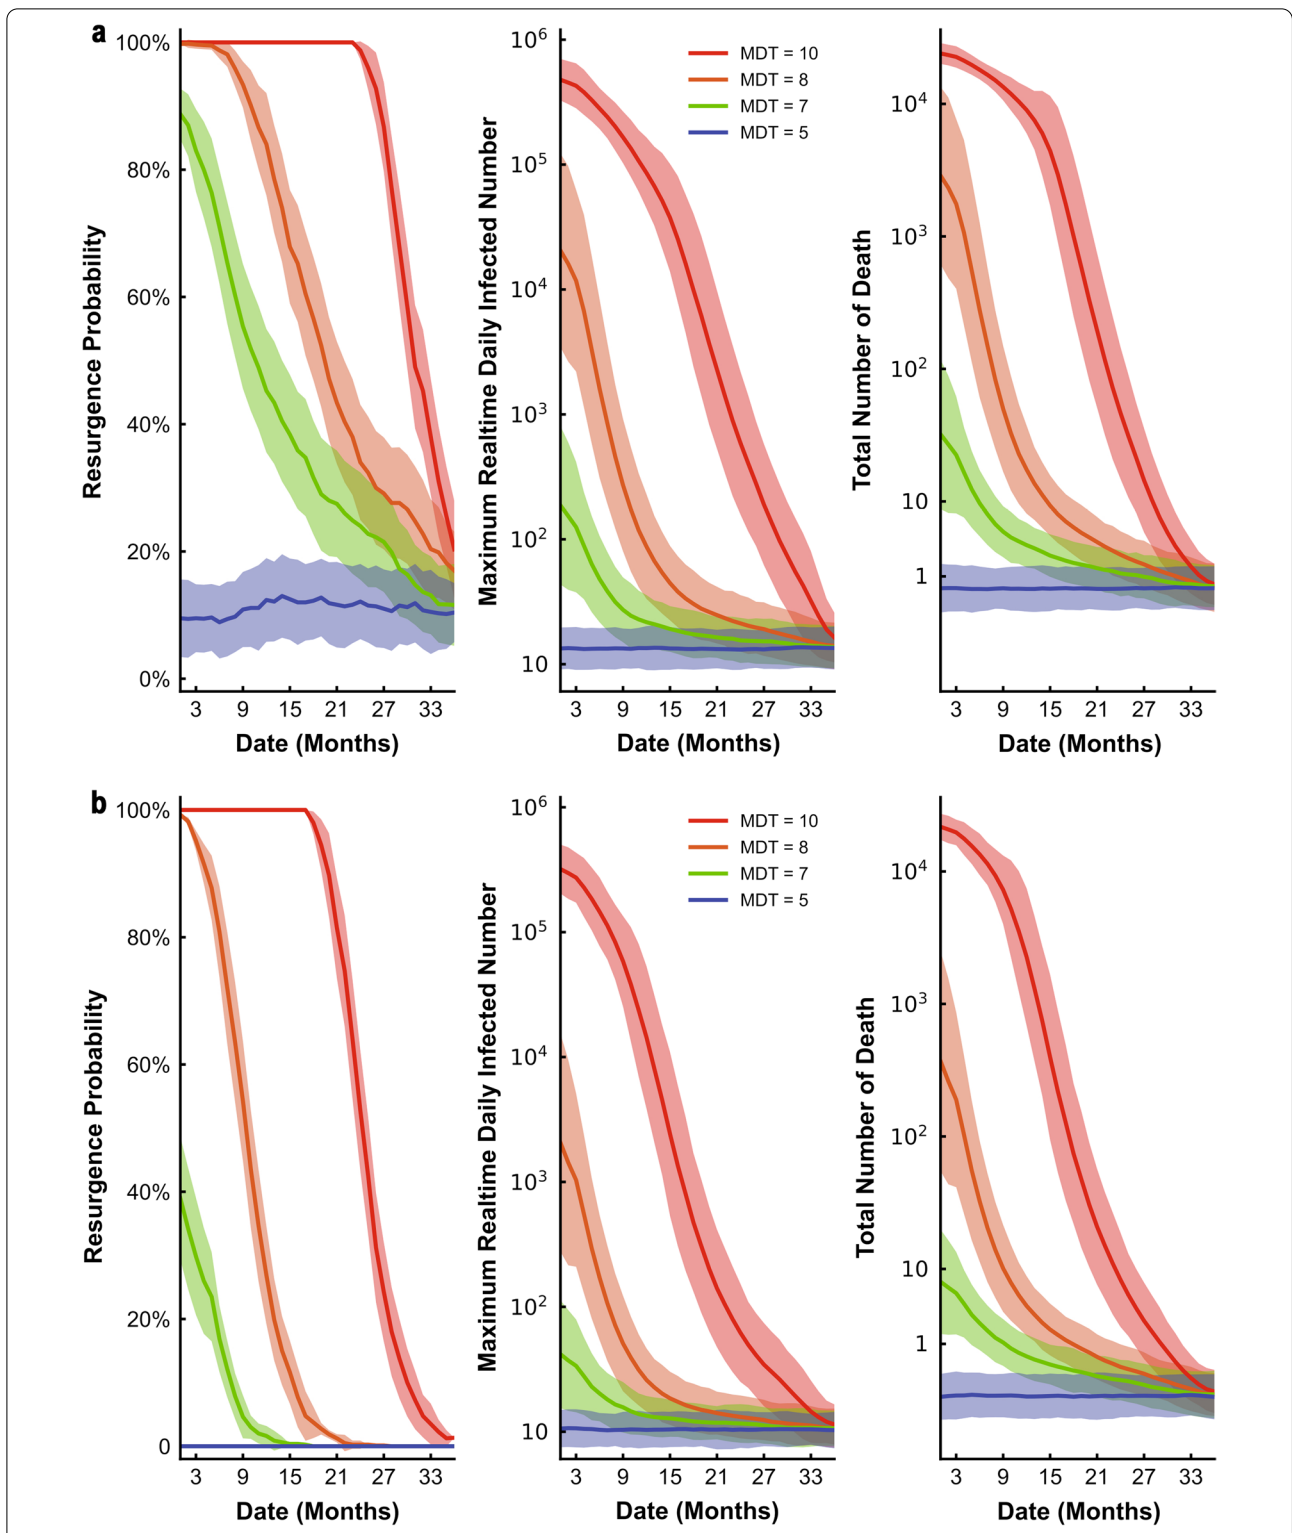 a
Resurgence Probability
100%
80%
60%
40%
20%
0%
3 9 15 21 27 33
Date (Months)
Maximum Realtime Daily Infected Number
10⁶
10⁵
10⁴
10³
10²
10
MDT = 10
MDT = 8
MDT = 7
MDT = 5
3 9 15 21 27 33
Date (Months)
Total Number of Death
10⁴
10³
10²
10
1
3 9 15 21 27 33
Date (Months)
b
Resurgence Probability
100%
80%
60%
40%
20%
0
3 9 15 21 27 33
Date (Months)
Maximum Realtime Daily Infected Number
10⁶
10⁵
10⁴
10³
10²
10
MDT = 10
MDT = 8
MDT = 7
MDT = 5
3 9 15 21 27 33
Date (Months)
Total Number of Death
10⁴
10³
10²
10
1
3 9 15 21 27 33
Date (Months)